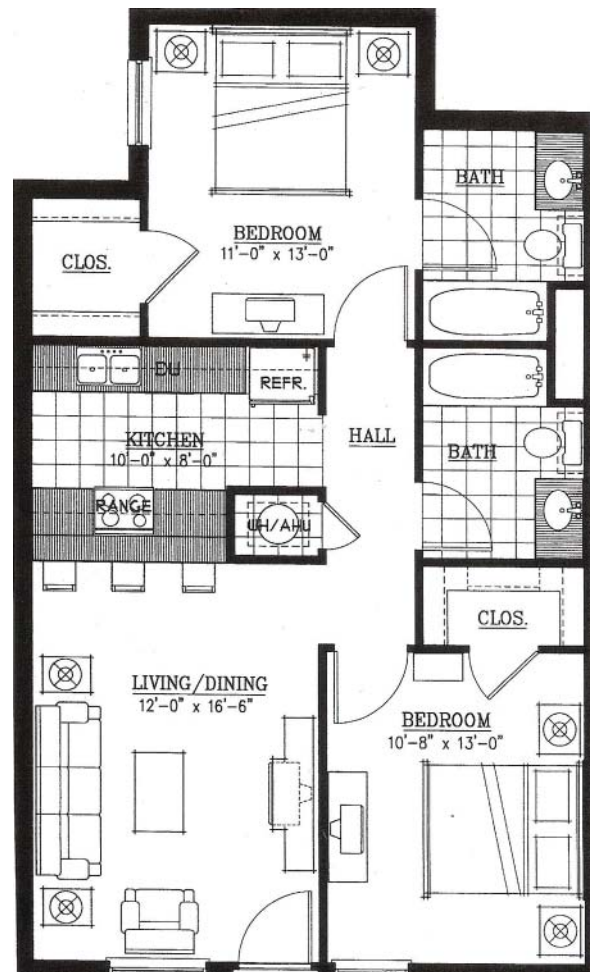 BATH
BEDROOM
11'-0" x 13'-0"
CLOS.
DW
REFR.
KITCHEN
10'-0" x 8'-0"
HALL
BATH
RANGE
WH/AHU
CLOS.
LIVING/DINING
12'-0" x 16'-6"
BEDROOM
10'-8" x 13'-0"